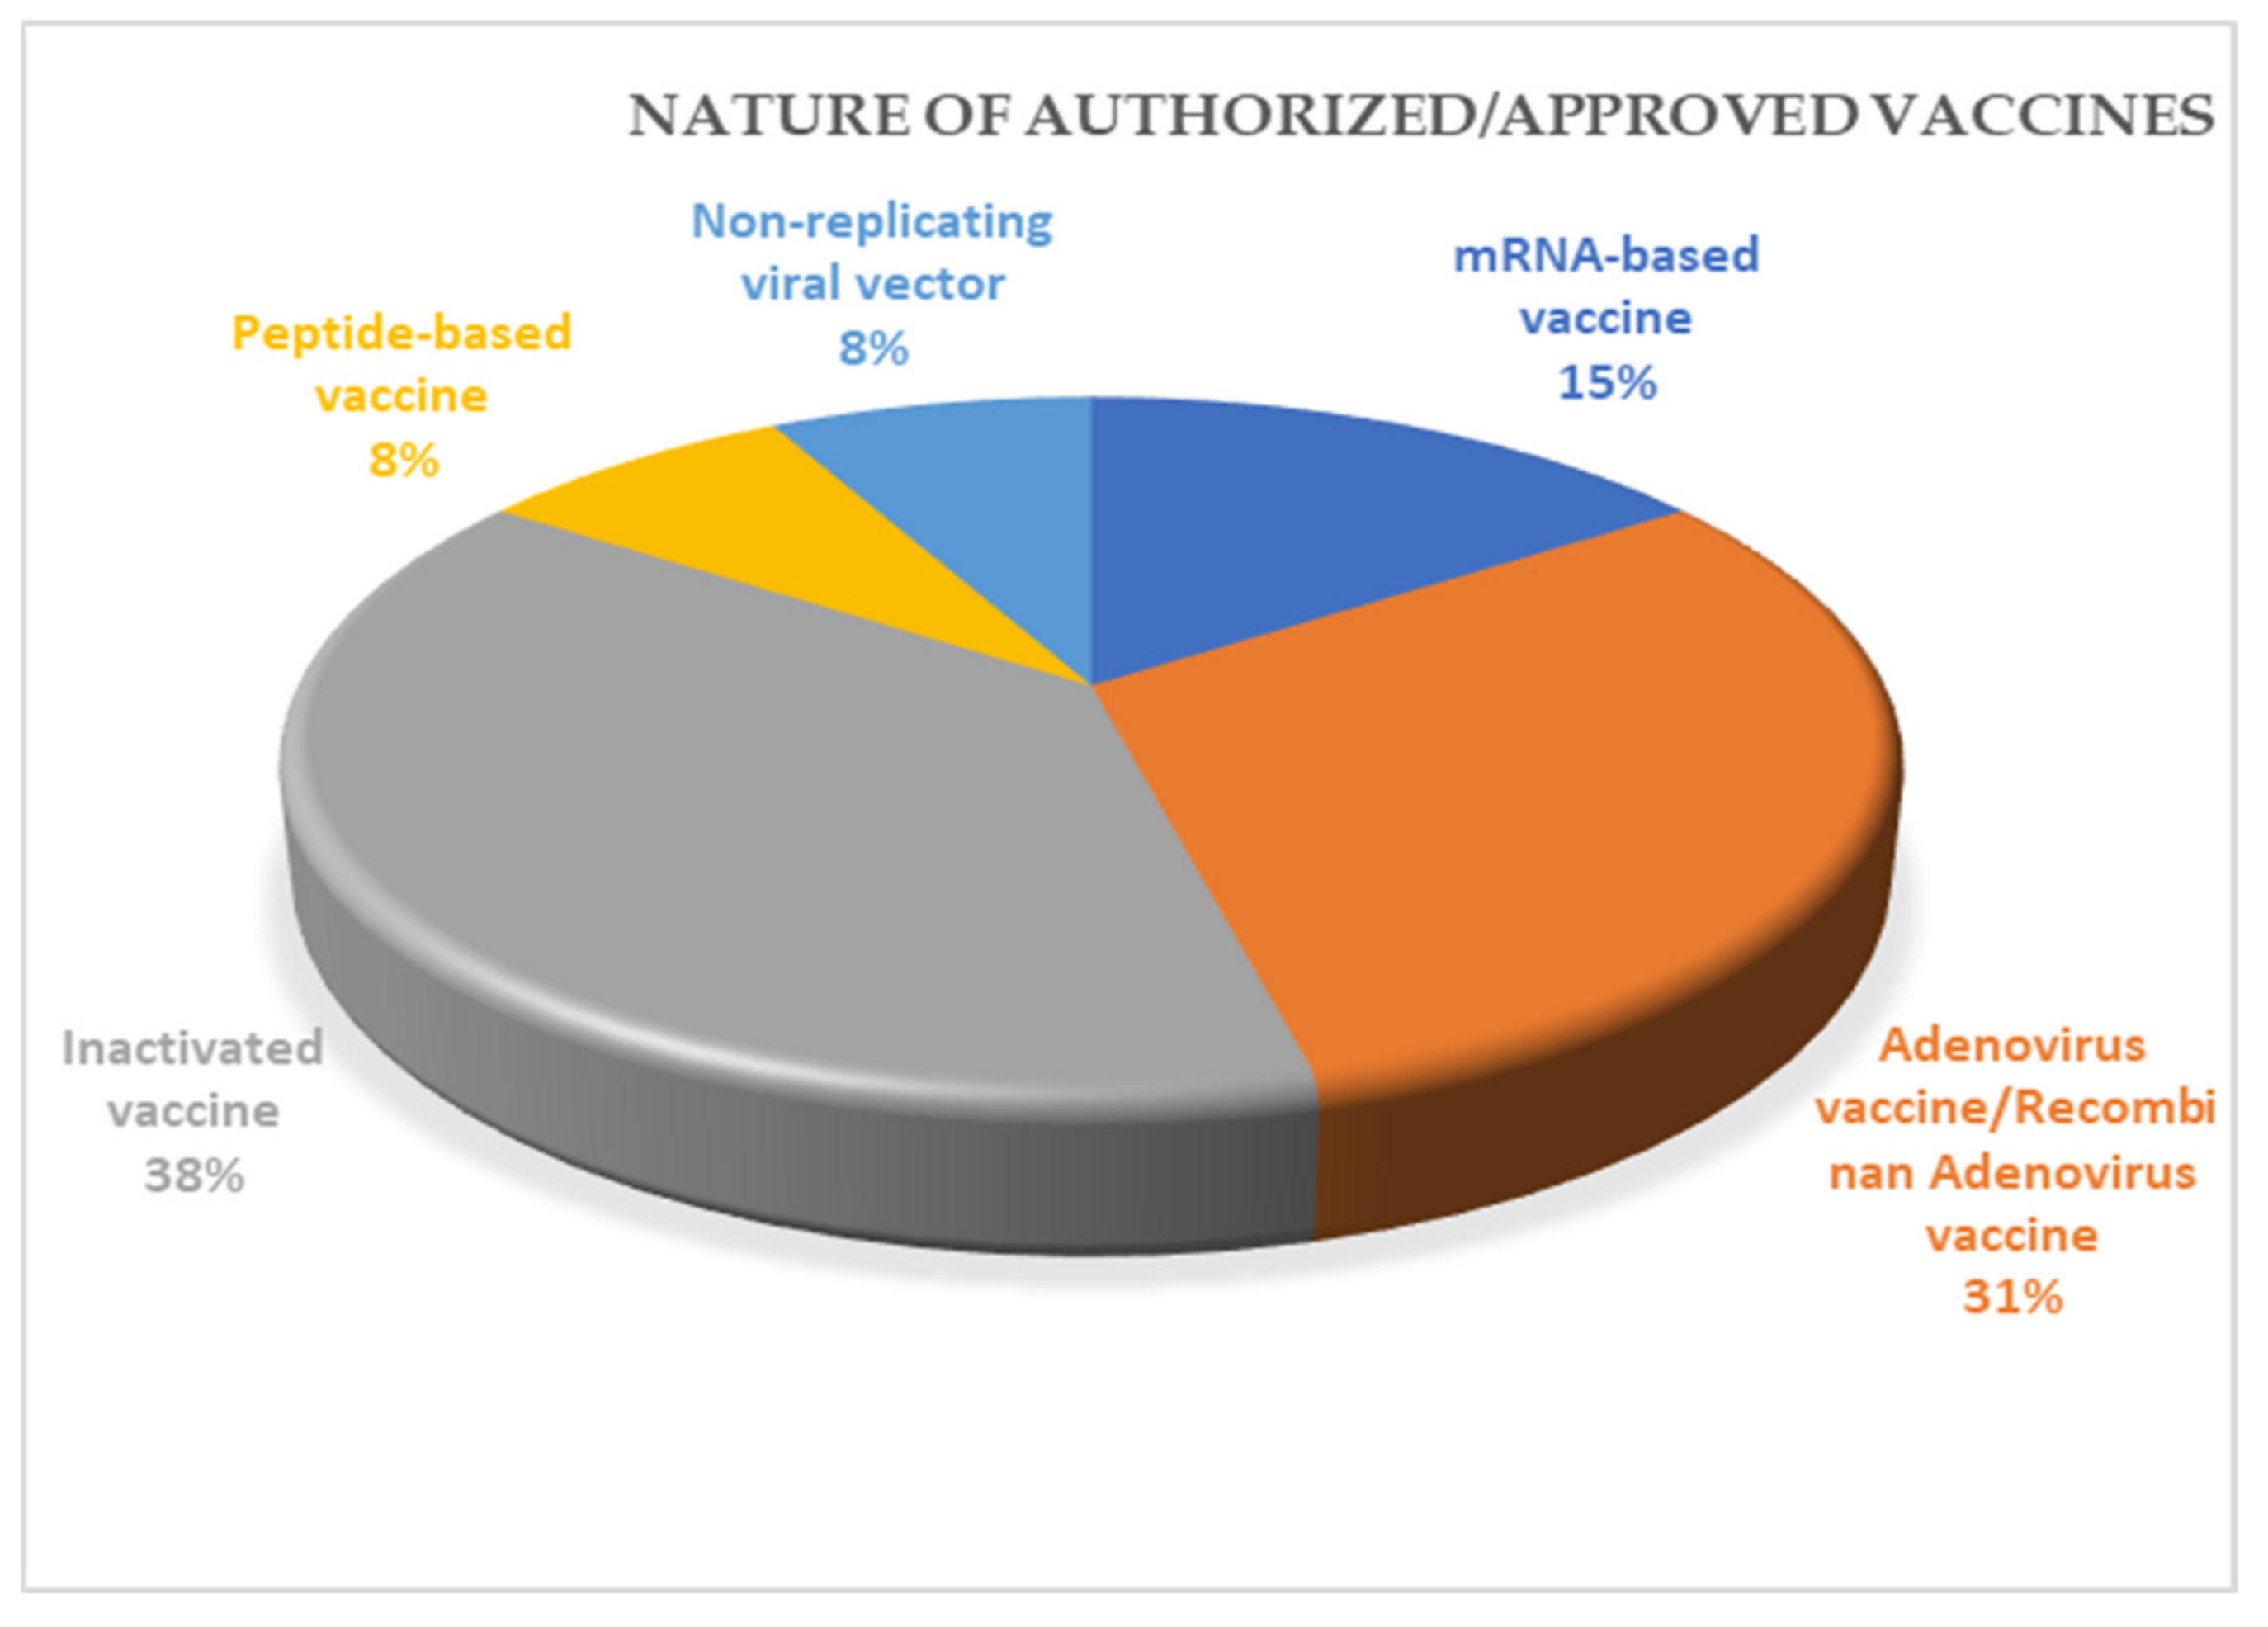 NATURE OF AUTHORIZED/APPROVED VACCINES
Non-replicating
viral vector
8%
mRNA-based
vaccine
15%
Peptide-based
vaccine
8%
Inactivated
vaccine
38%
Adenovirus
vaccine/Recombi
nan Adenovirus
vaccine
31%